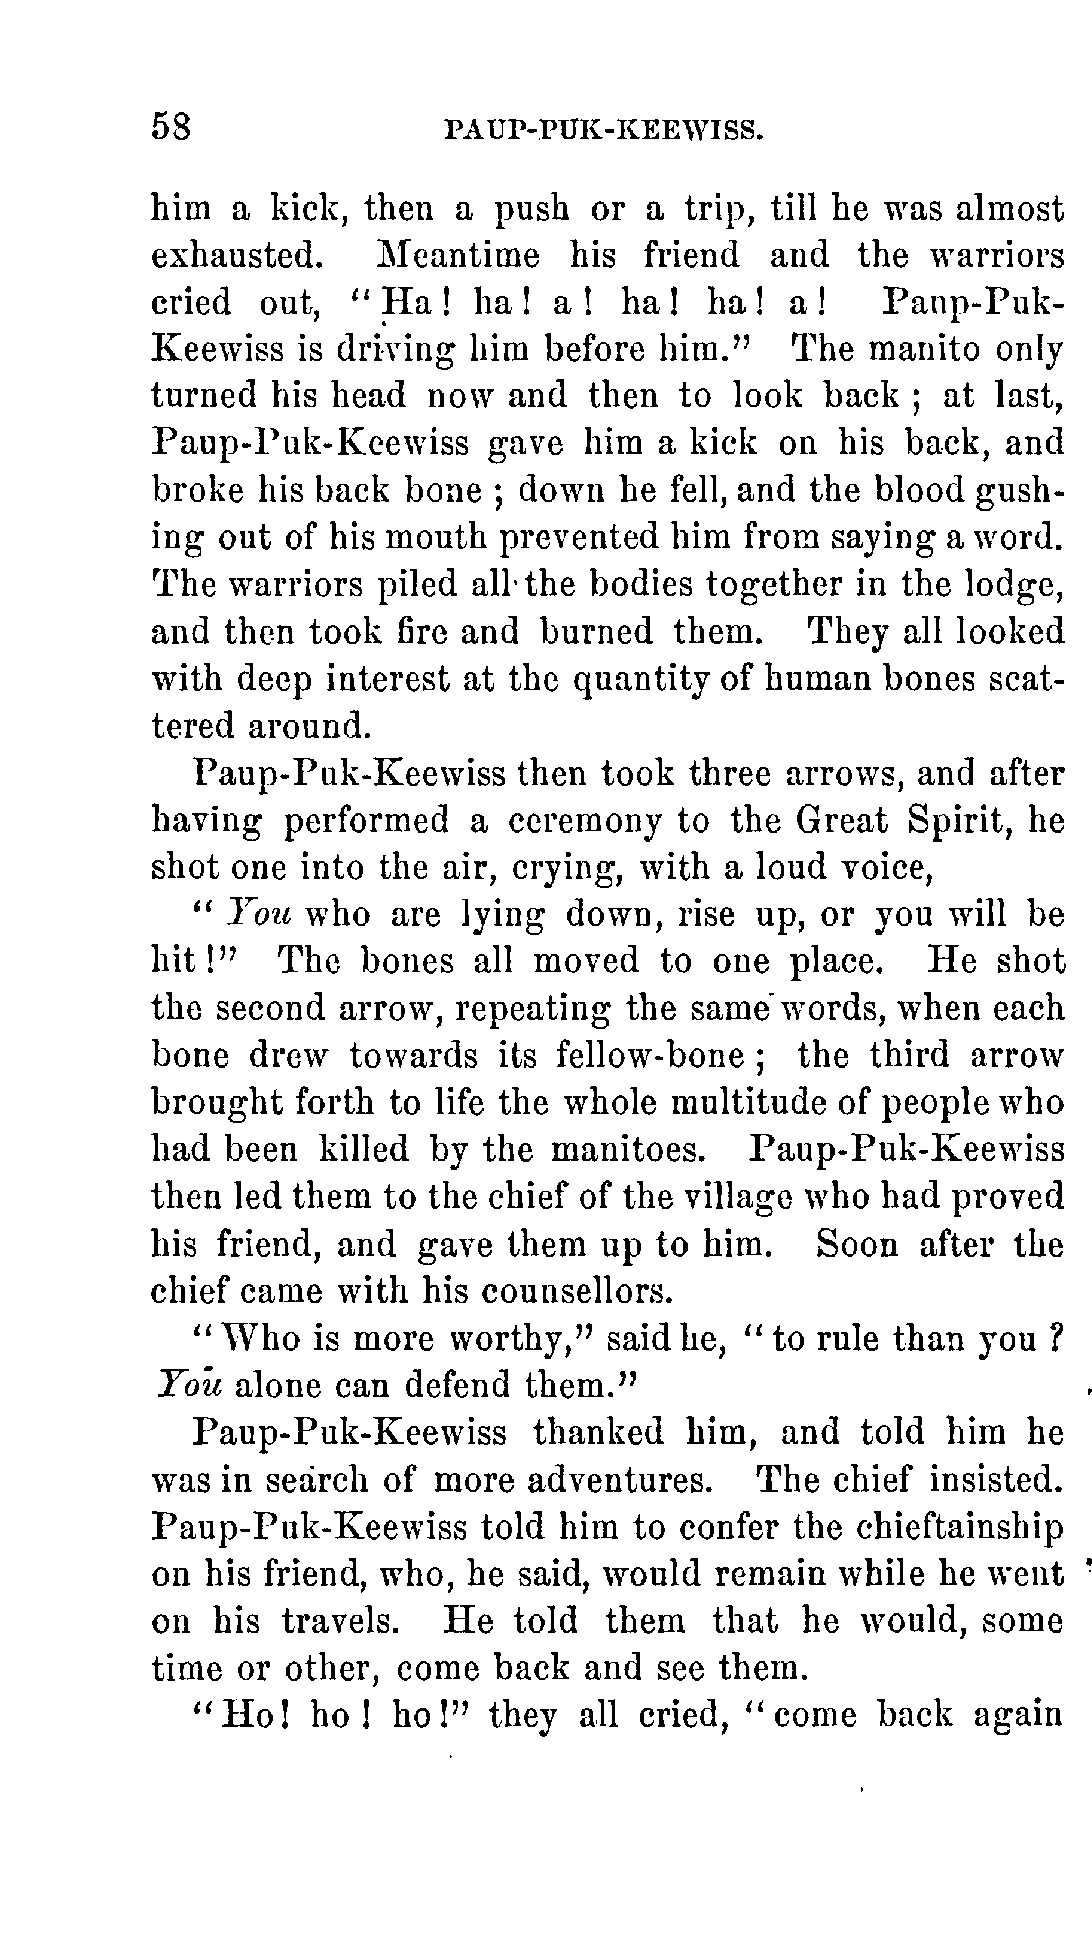 58 PAUP-PUK-KEEWISS.
him a kick, then a push or a trip, till he was almost
exhausted. Meantime his friend and the warriors
cried out, "Ha! ha! a! ha! ha! a! Paup-Puk-
Keewiss is driving him before him." The manito only
turned his head now and then to look back; at last,
Paup-Puk-Keewiss gave him a kick on his back, and
broke his back bone; down he fell, and the blood gush-
ing out of his mouth prevented him from saying a word.
The warriors piled all the bodies together in the lodge,
and then took fire and burned them. They all looked
with deep interest at the quantity of human bones scat-
tered around.
Paup-Puk-Keewiss then took three arrows, and after
having performed a ceremony to the Great Spirit, he
shot one into the air, crying, with a loud voice,
"You who are lying down, rise up, or you will be
hit!" The bones all moved to one place. He shot
the second arrow, repeating the same words, when each
bone drew towards its fellow-bone; the third arrow
brought forth to life the whole multitude of people who
had been killed by the manitoes. Paup-Puk-Keewiss
then led them to the chief of the village who had proved
his friend, and gave them up to him. Soon after the
chief came with his counsellors.
"Who is more worthy," said he, "to rule than you?
You alone can defend them."
Paup-Puk-Keewiss thanked him, and told him he
was in search of more adventures. The chief insisted.
Paup-Puk-Keewiss told him to confer the chieftainship
on his friend, who, he said, would remain while he went
on his travels. He told them that he would, some
time or other, come back and see them.
"Ho! ho! ho!" they all cried, "come back again